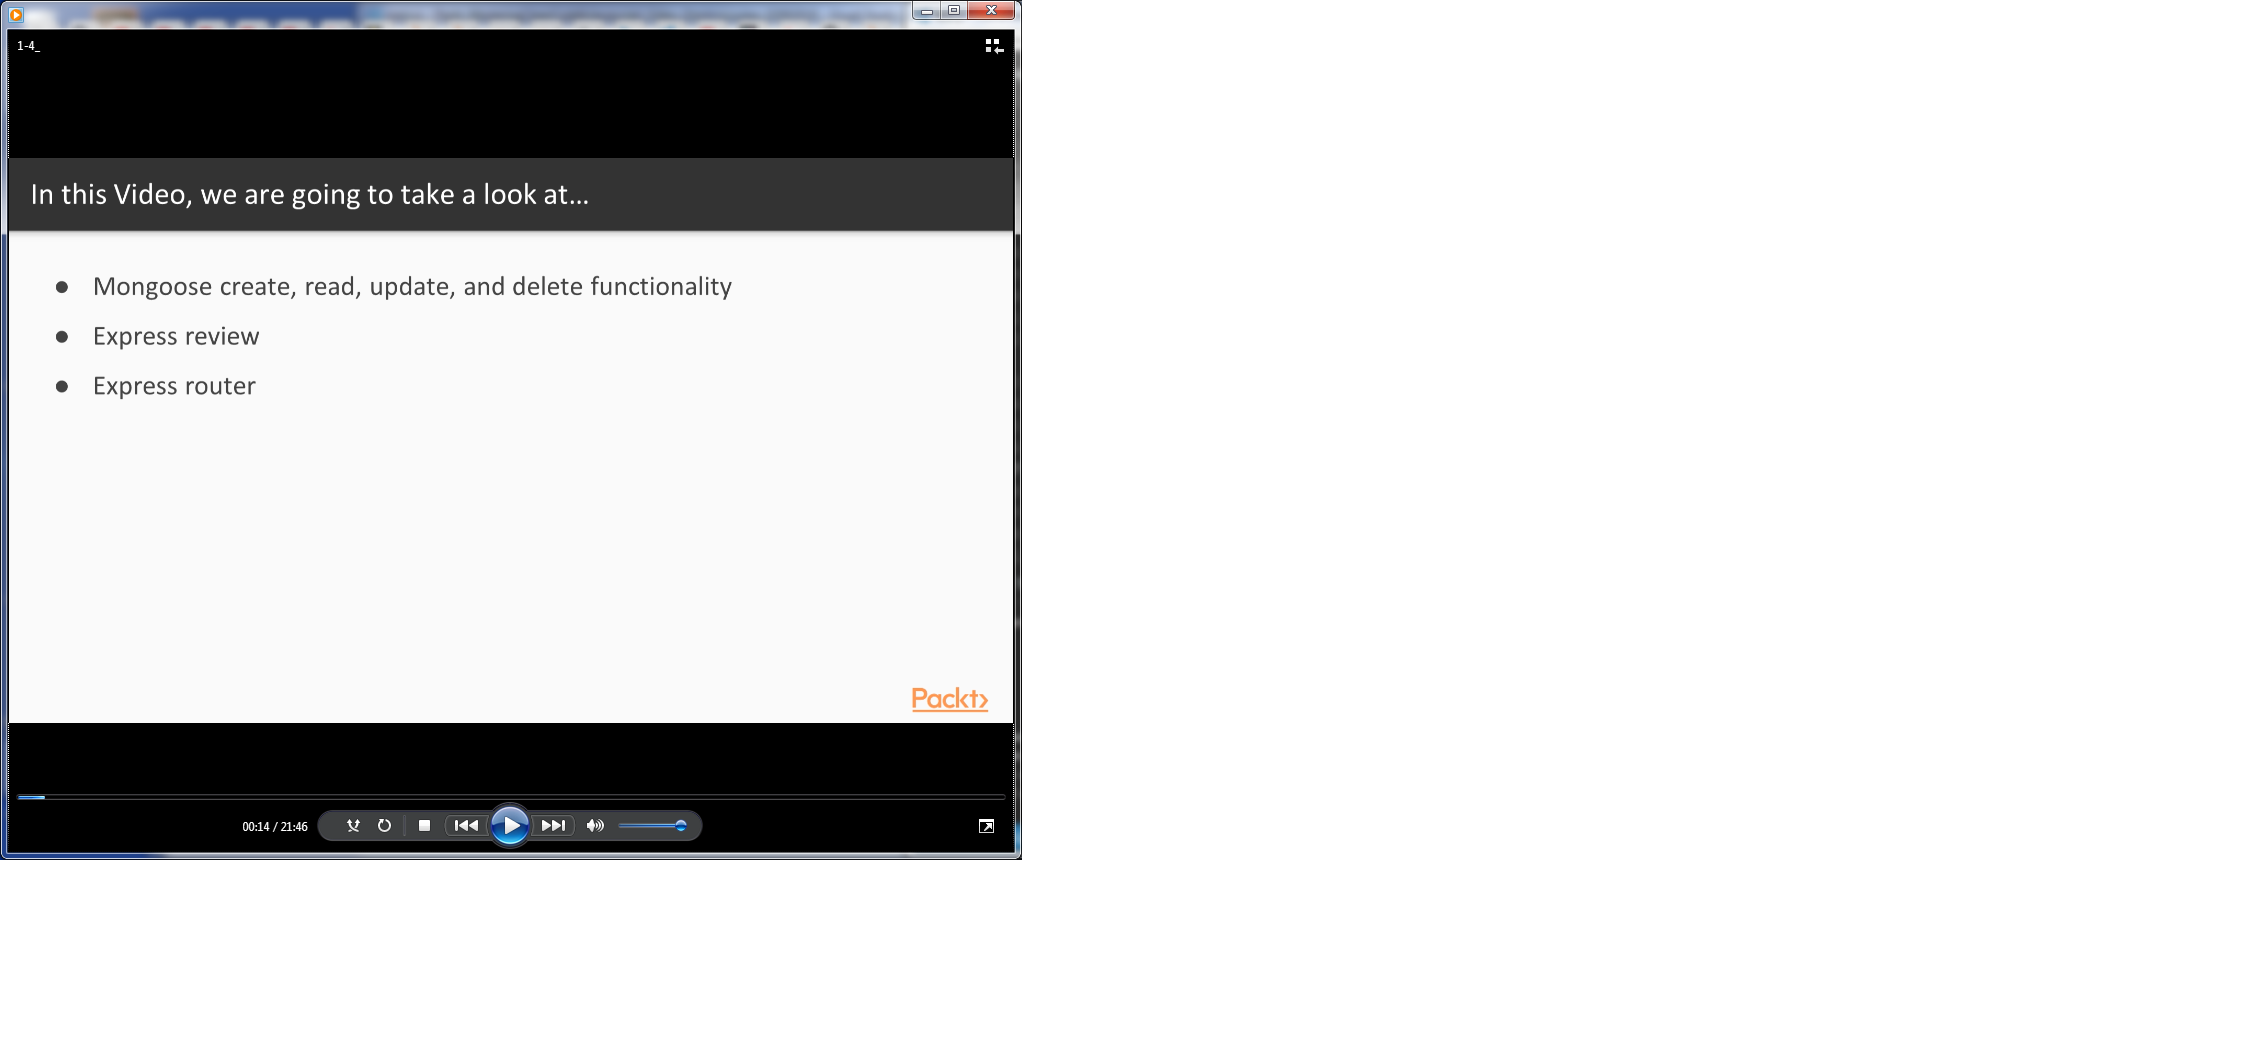 1-4_
In this Video, we are going to take a look at...
● Mongoose create, read, update, and delete functionality
● Express review
● Express router
Packt>
00:14 / 21:46